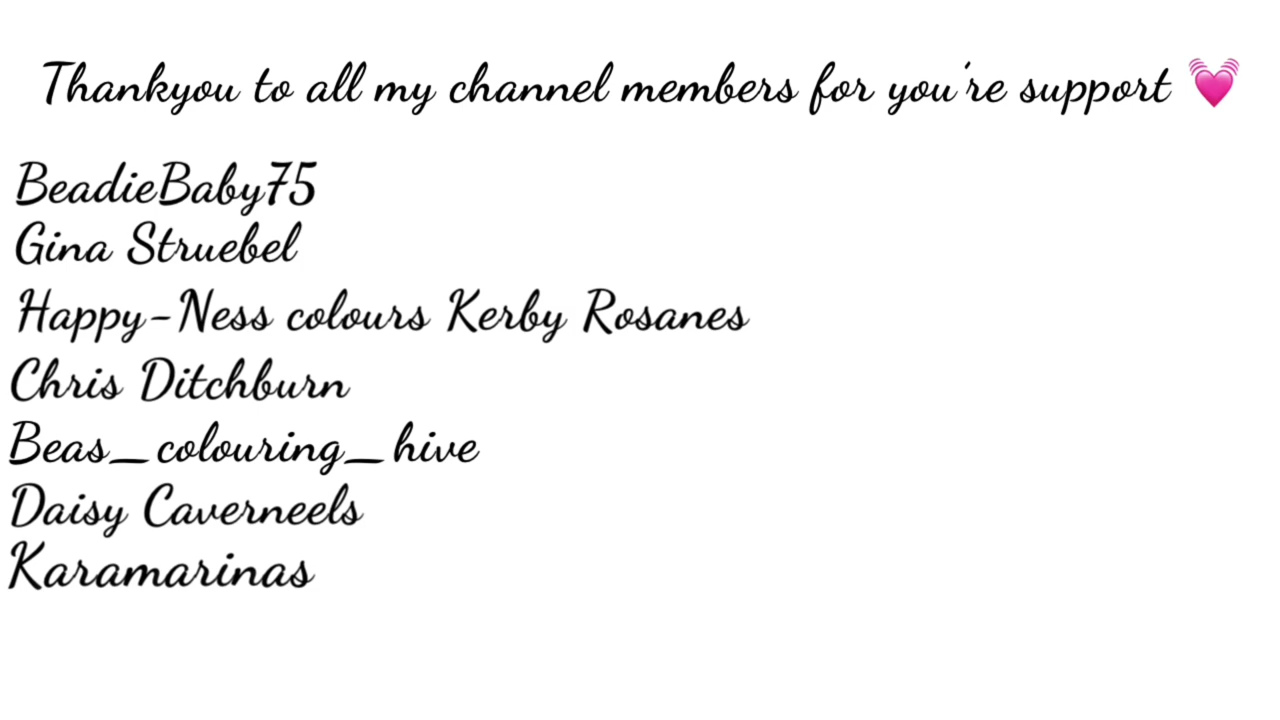 Thankyou to all my channel members for you're support 💓
BeadieBaby75
Gina Struebel
Happy-Ness colours Kerby Rosanes
Chris Ditchburn
Beas_colouring_hive
Daisy Caverneels
Karamarinas